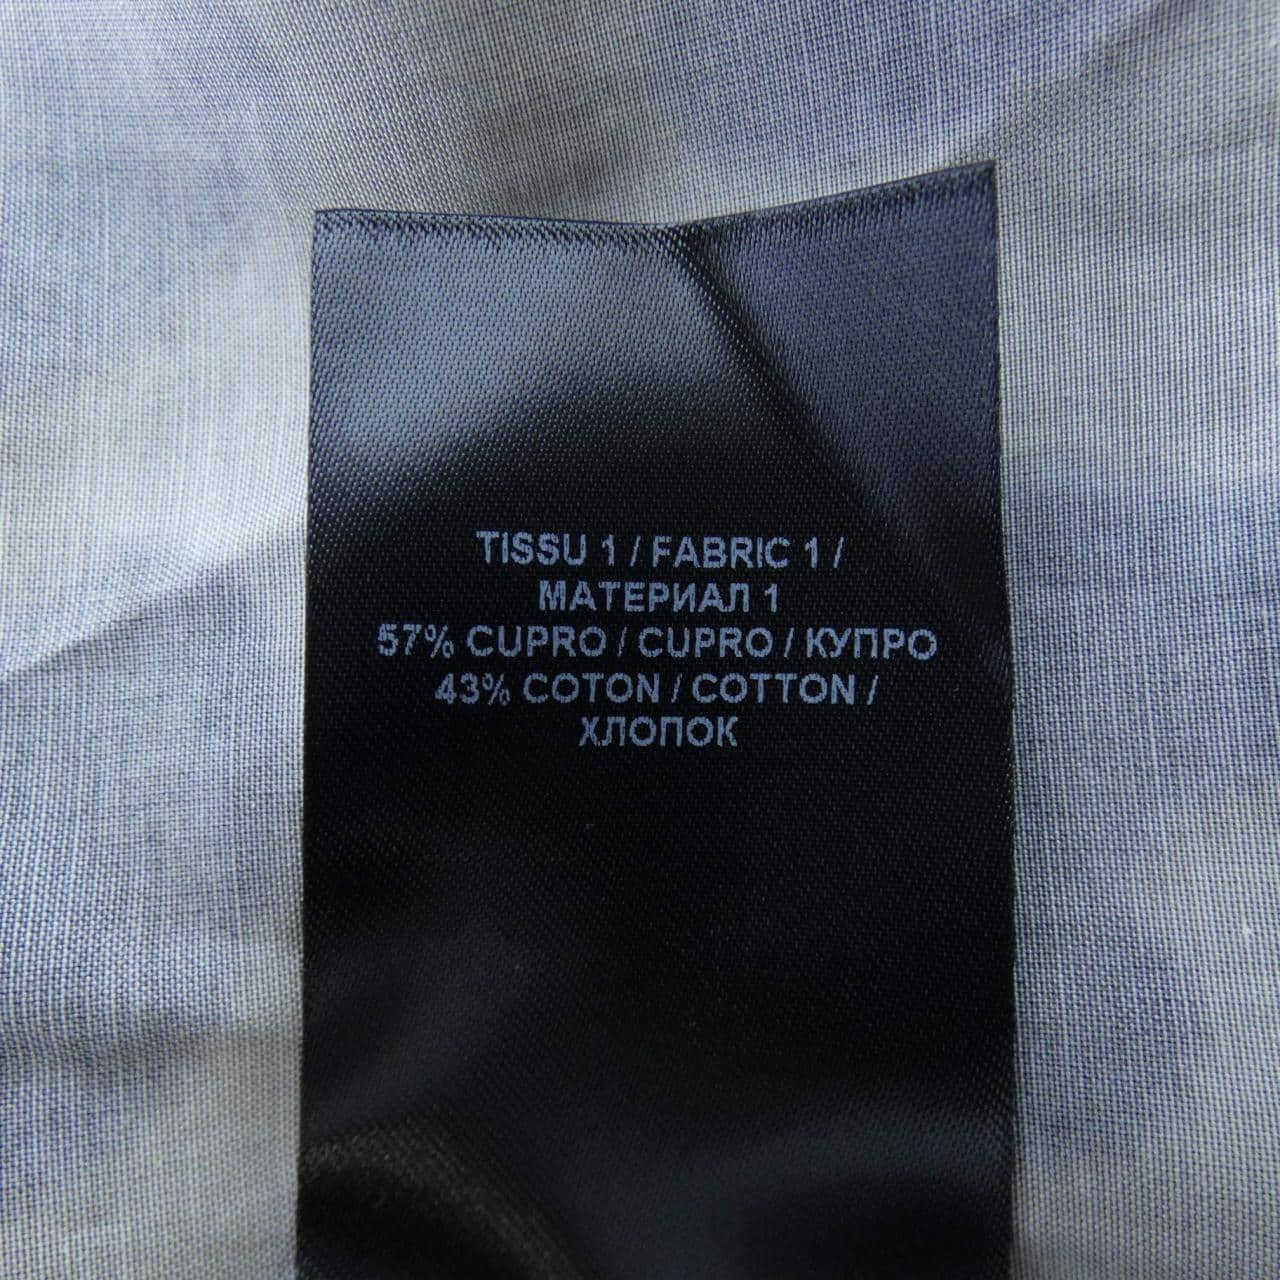 TISSU 1 / FABRIC 1 /
МАТЕРИАЛ 1
57% CUPRO / CUPRO / КУПРО
43% COTON / COTTON /
ХЛОПОК